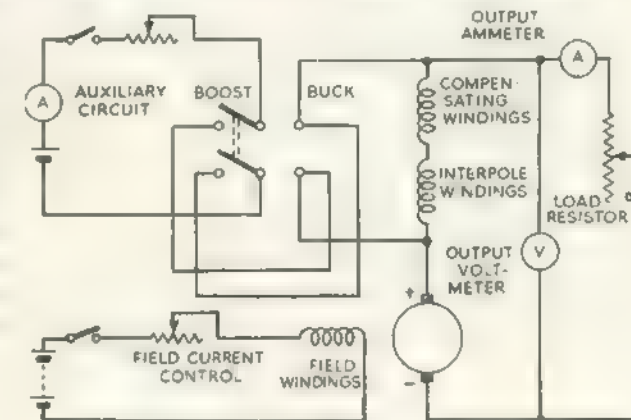 OUTPUT
AMMETER
A
A
AUXILIARY
CIRCUIT
BOOST
BUCK
COMPEN-
SATING
WINDINGS
INTERPOLE
WINDINGS
LOAD
RESISTOR
OUTPUT
VOLT-
METER
V
+
-
FIELD CURRENT
CONTROL
FIELD
WINDINGS